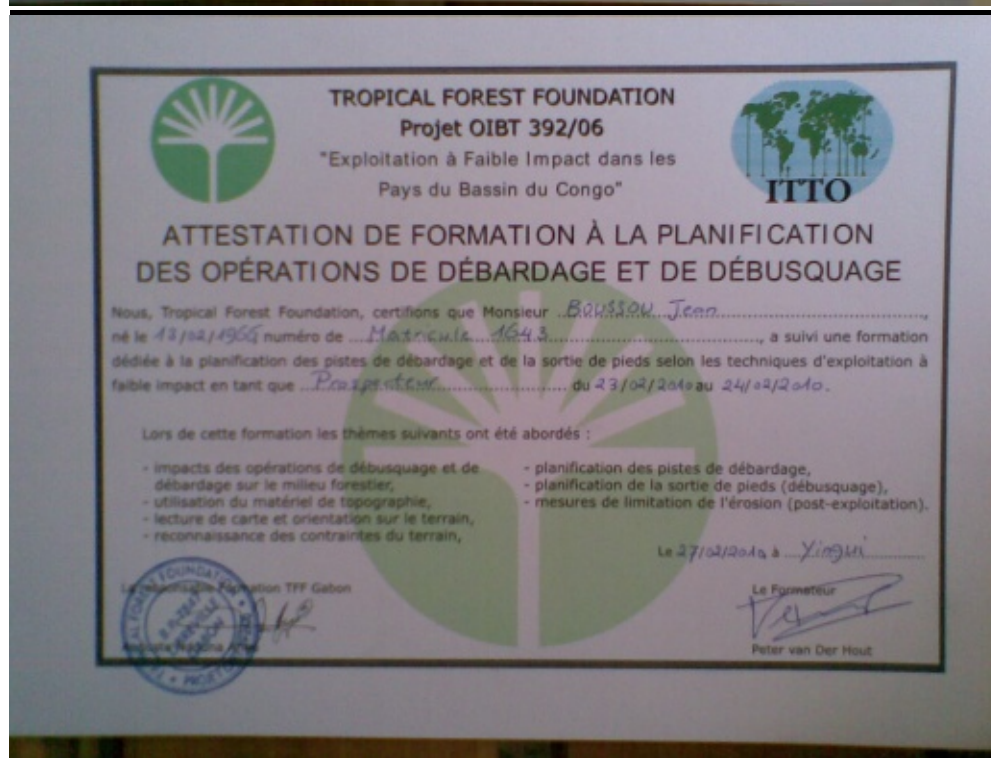 TROPICAL FOREST FOUNDATION
Projet OIBT 392/06
"Exploitation à Faible Impact dans les
Pays du Bassin du Congo"
ITTO
ATTESTATION DE FORMATION À LA PLANIFICATION
DES OPÉRATIONS DE DÉBARDAGE ET DE DÉBUSQUAGE
Nous, Tropical Forest Foundation, certifions que Monsieur BOUSSOU Jean,
né le 13/02/1966 numéro de Matricule 1643, a suivi une formation
dédiée à la planification des pistes de débardage et de la sortie de pieds selon les techniques d'exploitation à
faible impact en tant que Prospecteur du 23/02/2010 au 24/02/2010.
Lors de cette formation les thèmes suivants ont été abordés :
- impacts des opérations de débusquage et de
débardage sur le milieu forestier,
- utilisation du matériel de topographie,
- lecture de carte et orientation sur le terrain,
- reconnaissance des contraintes du terrain,
- planification des pistes de débardage,
- planification de la sortie de pieds (débusquage),
- mesures de limitation de l'érosion (post-exploitation).
Le 27/02/2010 à Yingui
Formation TFF Gabon
Le Formateur
Peter van Der Hout